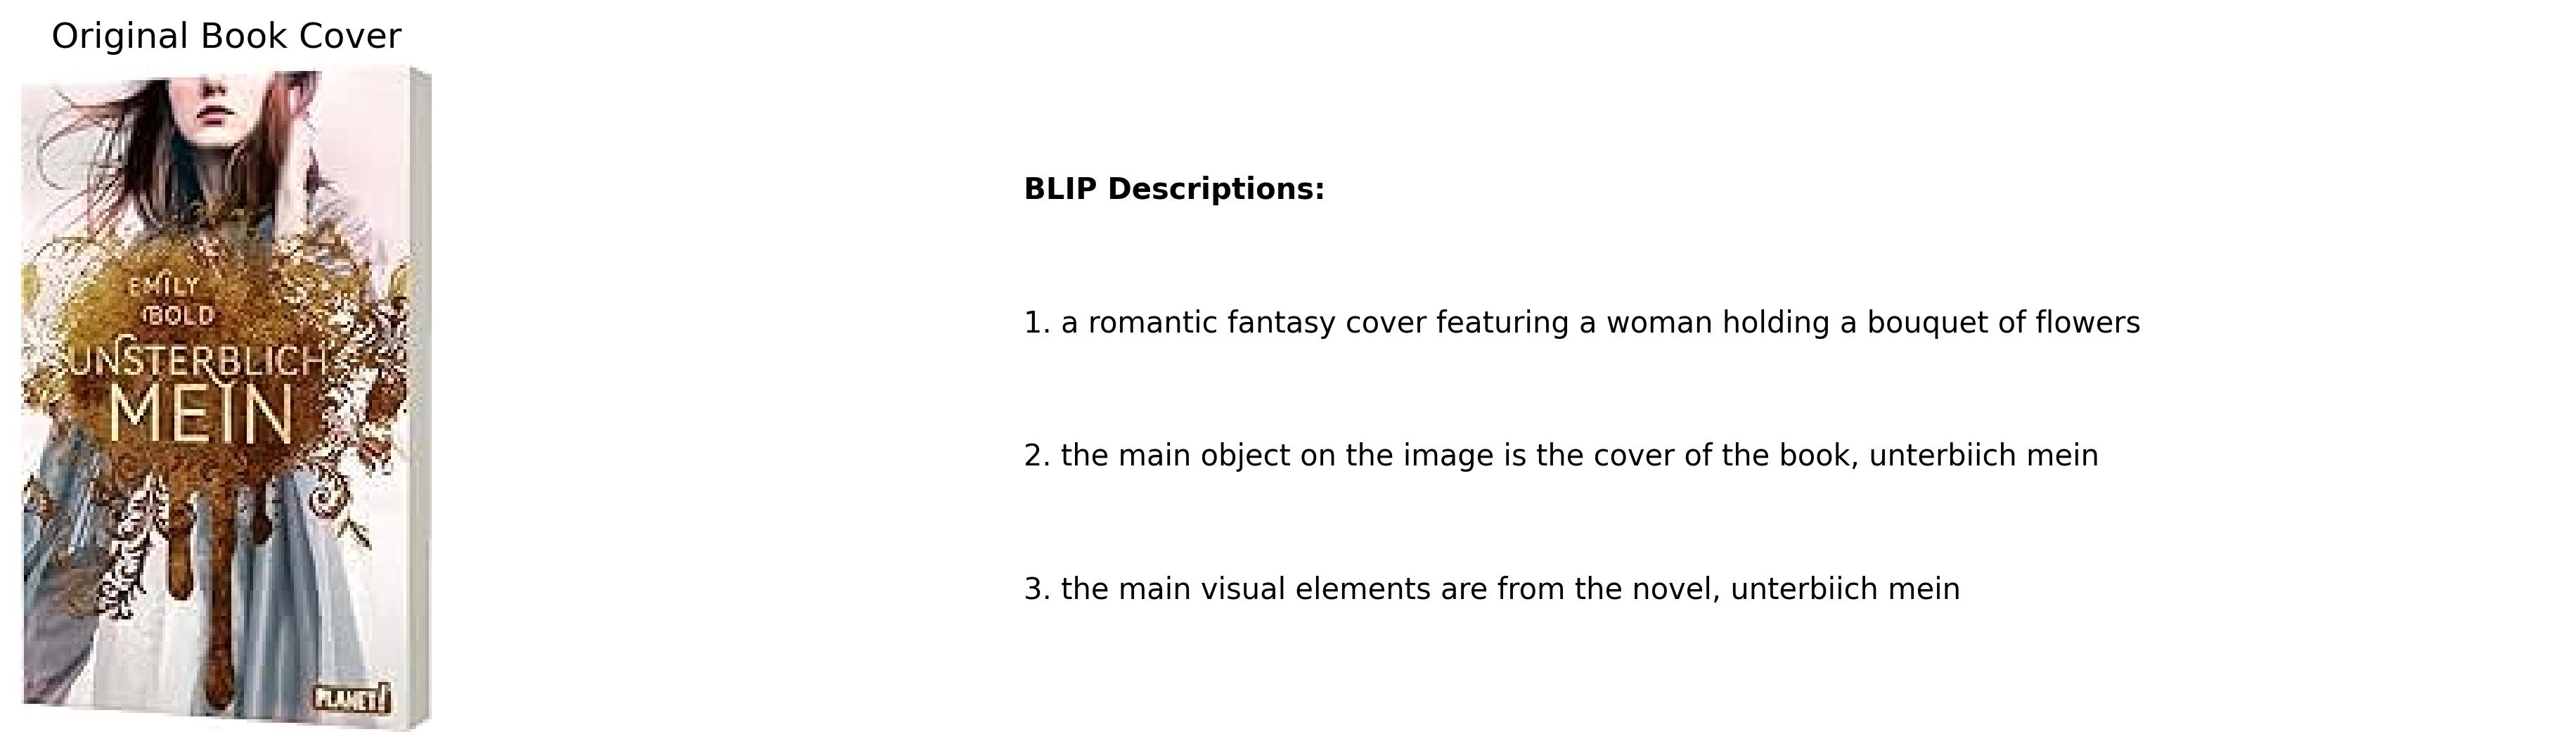 Original Book Cover
EMILY
BOLD
UNSTERBLICH
MEIN
PLANET!
BLIP Descriptions:
1. a romantic fantasy cover featuring a woman holding a bouquet of flowers
2. the main object on the image is the cover of the book, unterbiich mein
3. the main visual elements are from the novel, unterbiich mein